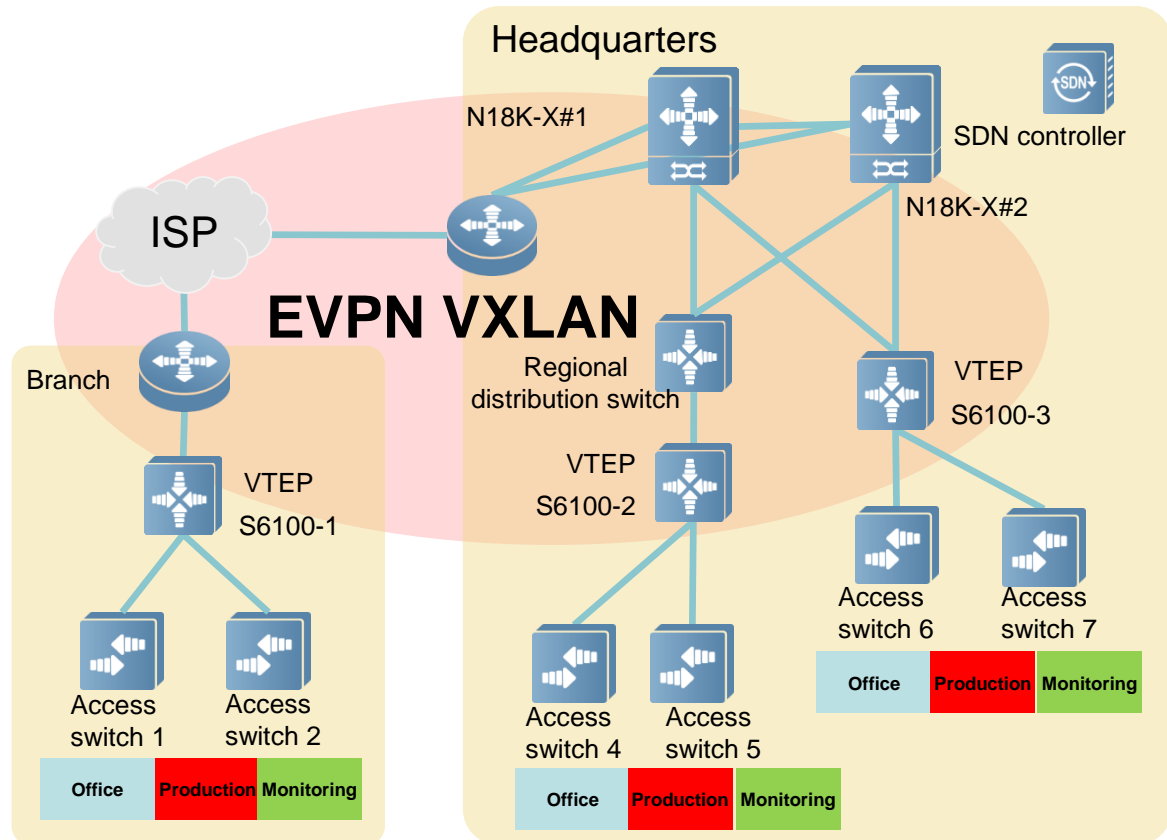 Headquarters
N18K-X#1
SDN
SDN controller
N18K-X#2
ISP
EVPN VXLAN
Branch
Regional
distribution switch
VTEP
S6100-3
VTEP
S6100-1
VTEP
S6100-2
Access
switch 6
Access
switch 7
Office
Production
Monitoring
Access
switch 1
Access
switch 2
Access
switch 4
Access
switch 5
Office
Production
Monitoring
Office
Production
Monitoring